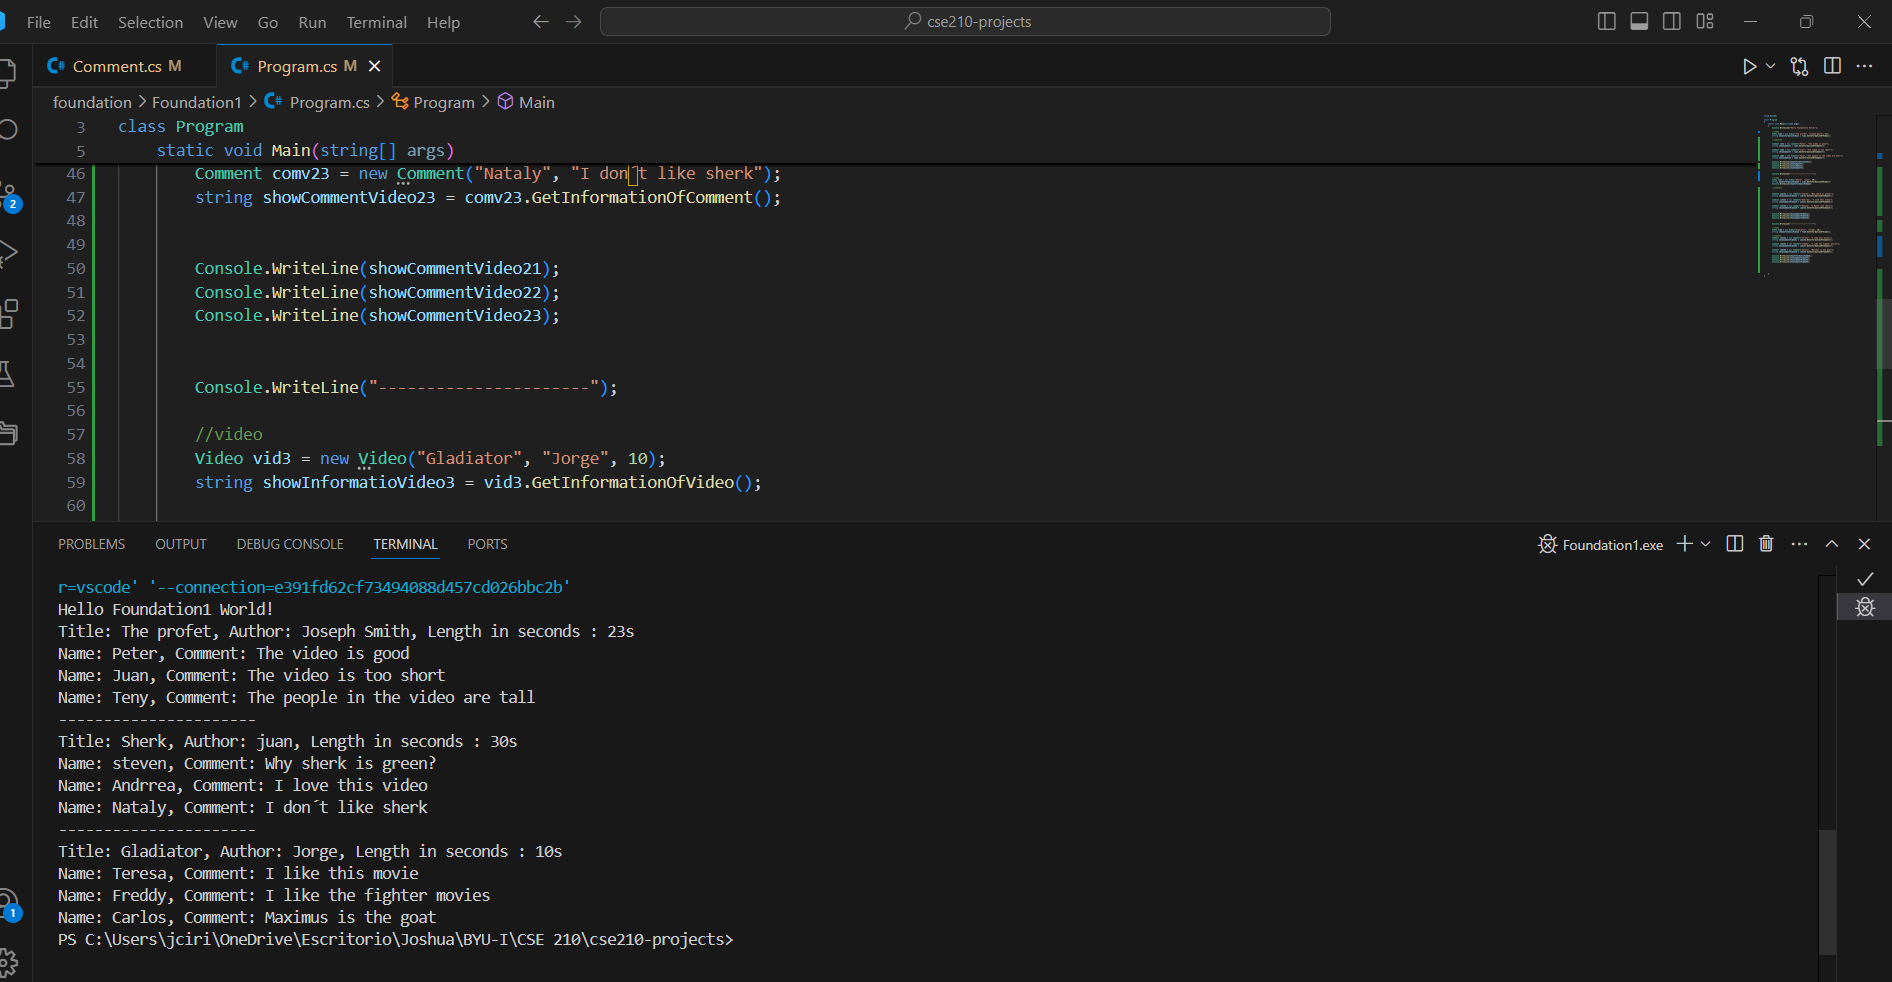 File Edit Selection View Go Run Terminal Help
cse210-projects
Comment.cs M
Program.cs M
foundation > Foundation1 > Program.cs > Program > Main
3 class Program
5 static void Main(string[] args)
46 Comment comv23 = new Comment("Nataly", "I don´t like sherk");
47 string showCommentVideo23 = comv23.GetInformationOfComment();
48
49
50 Console.WriteLine(showCommentVideo21);
51 Console.WriteLine(showCommentVideo22);
52 Console.WriteLine(showCommentVideo23);
53
54
55 Console.WriteLine("----------------------");
56
57 //video
58 Video vid3 = new Video("Gladiator", "Jorge", 10);
59 string showInformatioVideo3 = vid3.GetInformationOfVideo();
60
PROBLEMS OUTPUT DEBUG CONSOLE TERMINAL PORTS
Foundation1.exe
r=vscode' '--connection=e391fd62cf73494088d457cd026bbc2b'
Hello Foundation1 World!
Title: The profet, Author: Joseph Smith, Length in seconds : 23s
Name: Peter, Comment: The video is good
Name: Juan, Comment: The video is too short
Name: Teny, Comment: The people in the video are tall
----------------------
Title: Sherk, Author: juan, Length in seconds : 30s
Name: steven, Comment: Why sherk is green?
Name: Andrrea, Comment: I love this video
Name: Nataly, Comment: I don´t like sherk
----------------------
Title: Gladiator, Author: Jorge, Length in seconds : 10s
Name: Teresa, Comment: I like this movie
Name: Freddy, Comment: I like the fighter movies
Name: Carlos, Comment: Maximus is the goat
PS C:\Users\jciri\OneDrive\Escritorio\Joshua\BYU-I\CSE 210\cse210-projects>
2
1